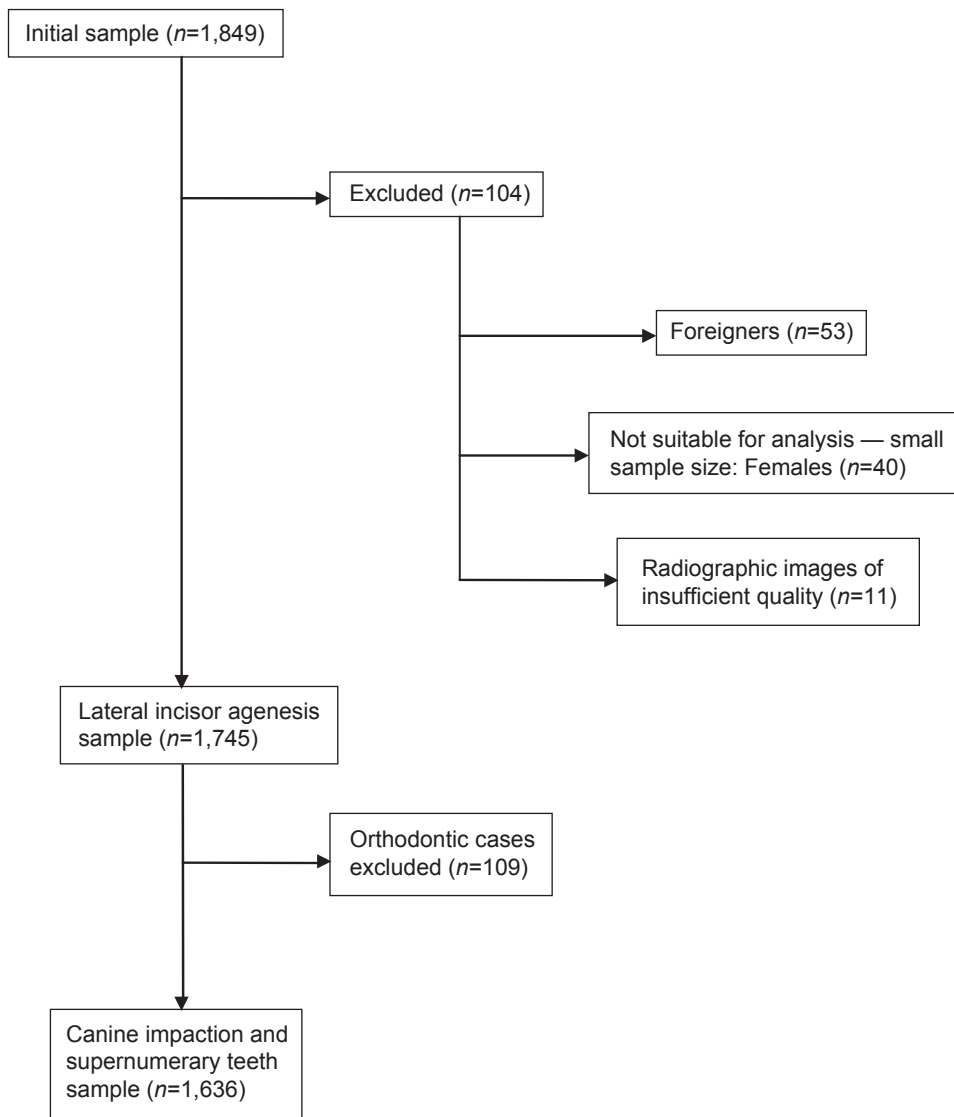 Initial sample (n=1,849)
Excluded (n=104)
Foreigners (n=53)
Not suitable for analysis — small
sample size: Females (n=40)
Radiographic images of
insufficient quality (n=11)
Lateral incisor agenesis
sample (n=1,745)
Orthodontic cases
excluded (n=109)
Canine impaction and
supernumerary teeth
sample (n=1,636)